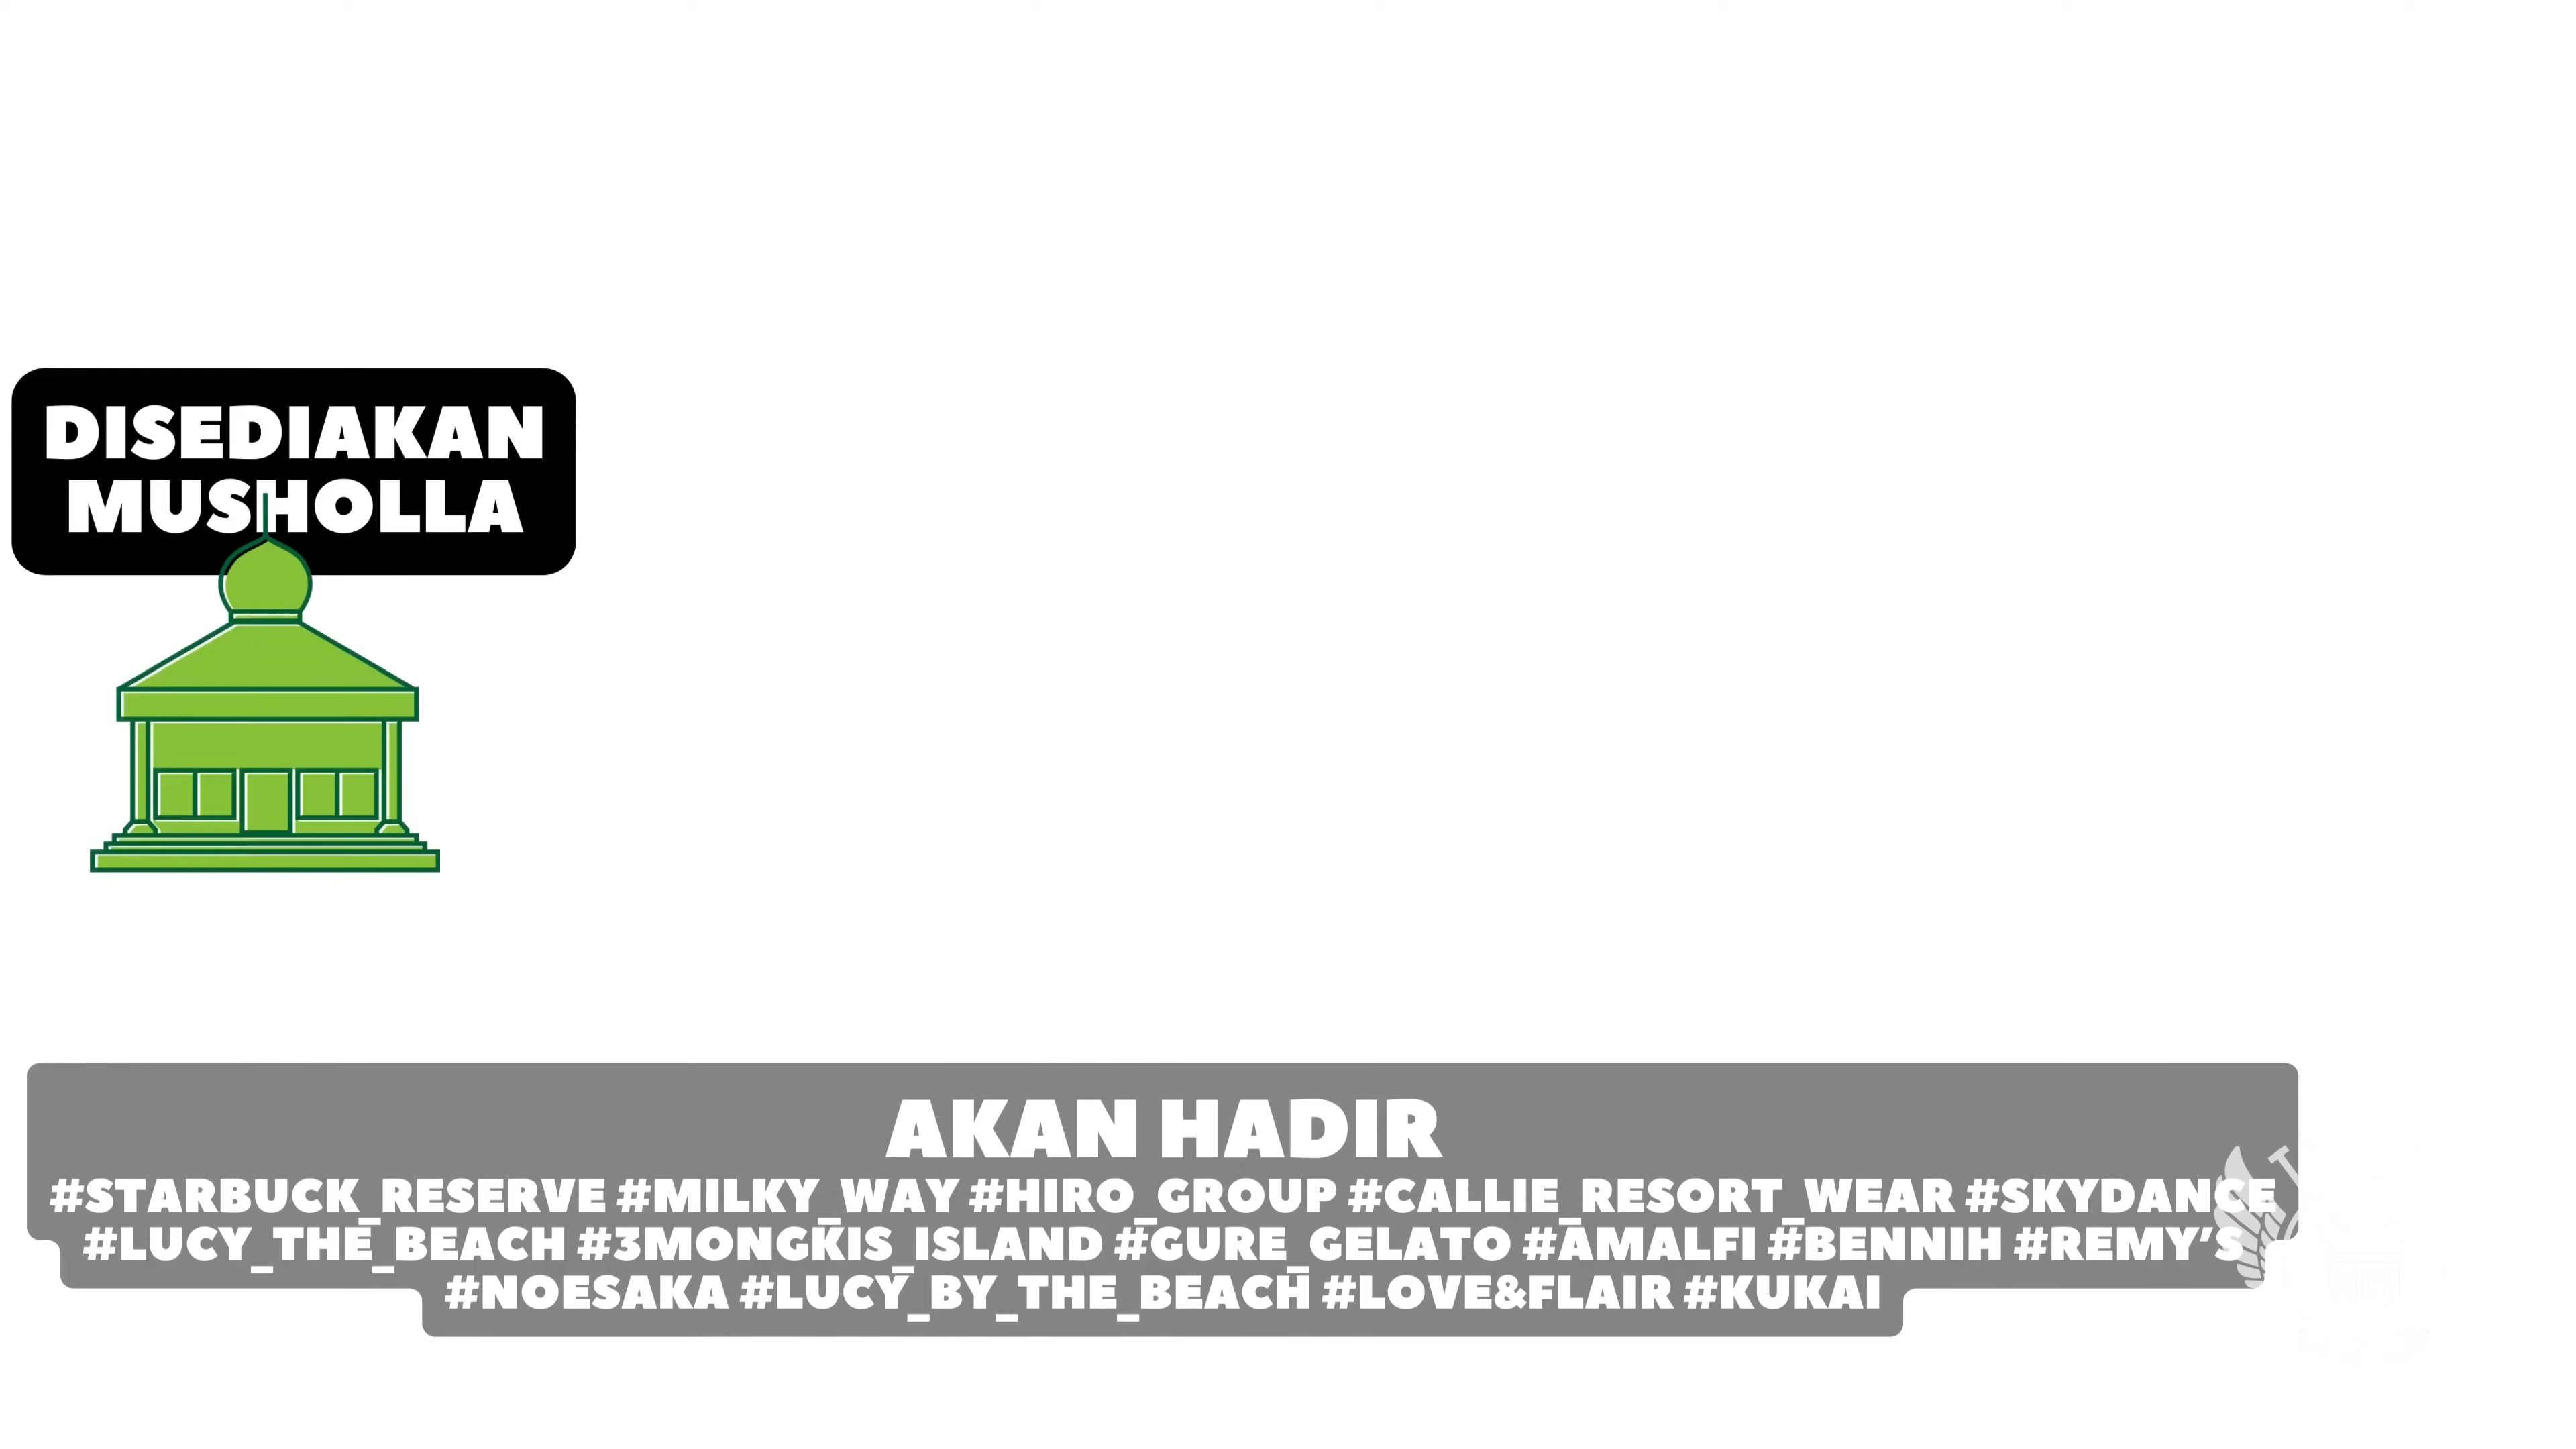 DISEDIAKAN
MUSHOLLA
AKAN HADIR
#STARBUCK_RESERVE #MILKY_WAY #HIRO_GROUP #CALLIE_RESORT_WEAR #SKYDANCE
#LUCY_THE_BEACH #3MONGKIS_ISLAND #GURE_GELATO #AMALFI #BENNIH #REMY'S
#NOESAKA #LUCY_BY_THE_BEACH #LOVE&FLAIR #KUKAI